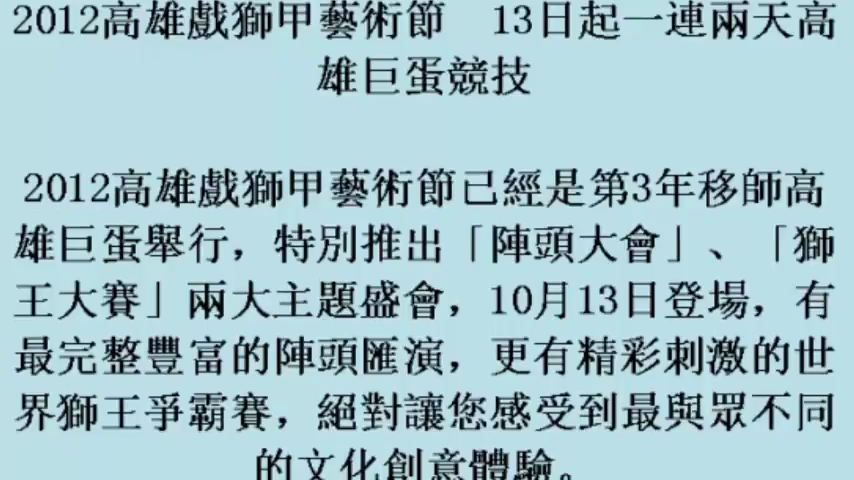 2012高雄戲獅甲藝術節　13日起一連兩天高
雄巨蛋競技
2012高雄戲獅甲藝術節已經是第3年移師高
雄巨蛋舉行，特別推出「陣頭大會」、「獅
王大賽」兩大主題盛會，10月13日登場，有
最完整豐富的陣頭匯演，更有精彩刺激的世
界獅王爭霸賽，絕對讓您感受到最與眾不同
的文化創意體驗。